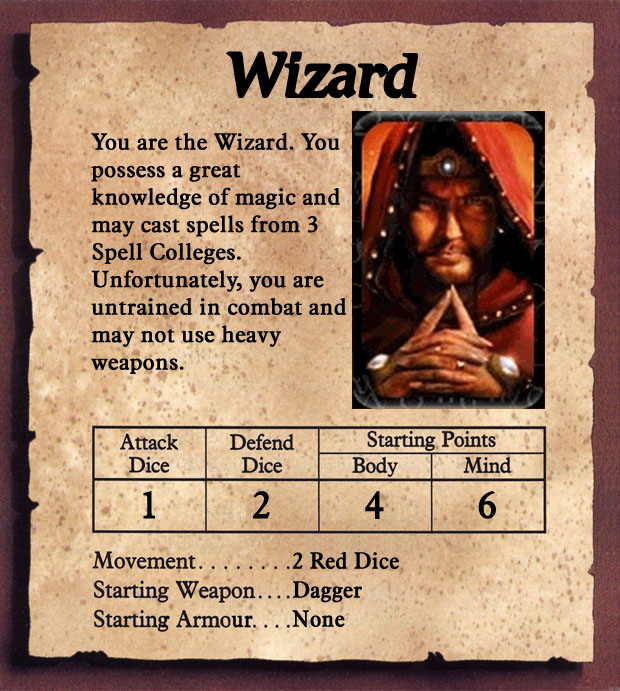 Wizard
You are the Wizard. You
possess a great
knowledge of magic and
may cast spells from 3
Spell Colleges.
Unfortunately, you are
untrained in combat and
may not use heavy
weapons.
Attack Dice
Defend Dice
Starting Points
Body
Mind
1
2
4
6
Movement........2 Red Dice
Starting Weapon....Dagger
Starting Armour....None